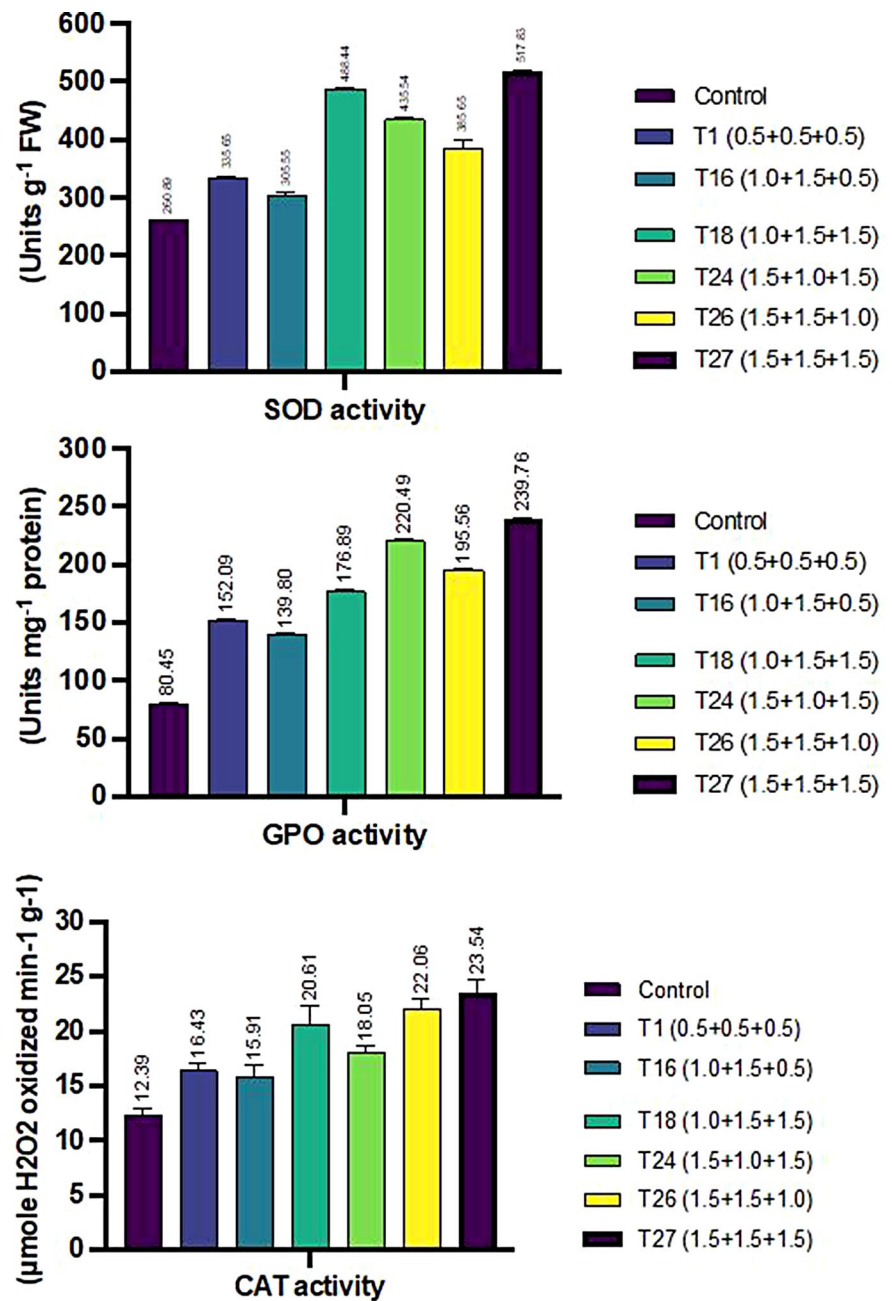 600
500
400
300
200
100
0
(Units g⁻¹ FW)
260.89
335.65
305.55
488.44
435.54
385.65
517.83
SOD activity
Control
T1 (0.5+0.5+0.5)
T16 (1.0+1.5+0.5)
T18 (1.0+1.5+1.5)
T24 (1.5+1.0+1.5)
T26 (1.5+1.5+1.0)
T27 (1.5+1.5+1.5)
300
250
200
150
100
50
0
(Units mg⁻¹ protein)
80.45
152.09
139.80
176.89
220.49
195.56
239.76
GPO activity
Control
T1 (0.5+0.5+0.5)
T16 (1.0+1.5+0.5)
T18 (1.0+1.5+1.5)
T24 (1.5+1.0+1.5)
T26 (1.5+1.5+1.0)
T27 (1.5+1.5+1.5)
30
25
20
15
10
5
0
(µmole H2O2 oxidized min-1 g-1)
12.39
16.43
15.91
20.61
18.05
22.06
23.54
CAT activity
Control
T1 (0.5+0.5+0.5)
T16 (1.0+1.5+0.5)
T18 (1.0+1.5+1.5)
T24 (1.5+1.0+1.5)
T26 (1.5+1.5+1.0)
T27 (1.5+1.5+1.5)